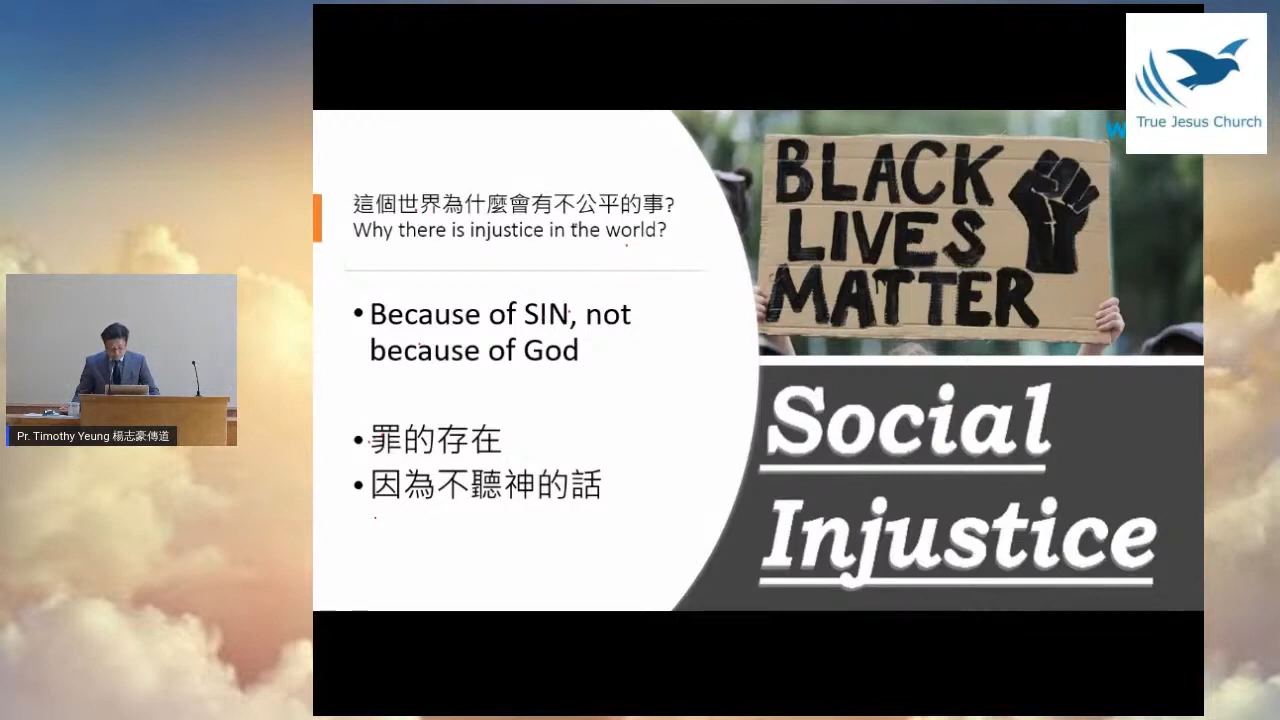 這個世界為什麼會有不公平的事?
Why there is injustice in the world?
• Because of SIN, not
because of God
• 罪的存在
• 因為不聽神的話
BLACK
LIVES
MATTER
Social
Injustice
True Jesus Church
Pr. Timothy Yeung 楊志豪傳道